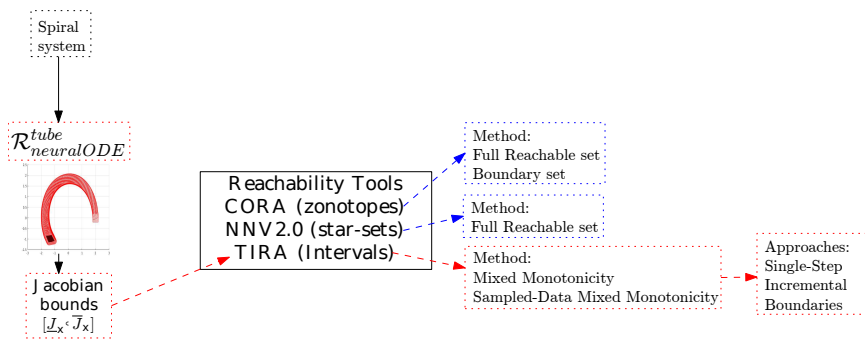 Spiral
system
$\mathcal{R}^{tube}_{neuralODE}$
Jacobian
bounds
$[\underline{J}_x, \overline{J}_x]$
Reachability Tools
CORA (zonotopes)
NNV2.0 (star-sets)
TIRA (Intervals)
Method:
Full Reachable set
Boundary set
Method:
Full Reachable set
Method:
Mixed Monotonicity
Sampled-Data Mixed Monotonicity
Approaches:
Single-Step
Incremental
Boundaries